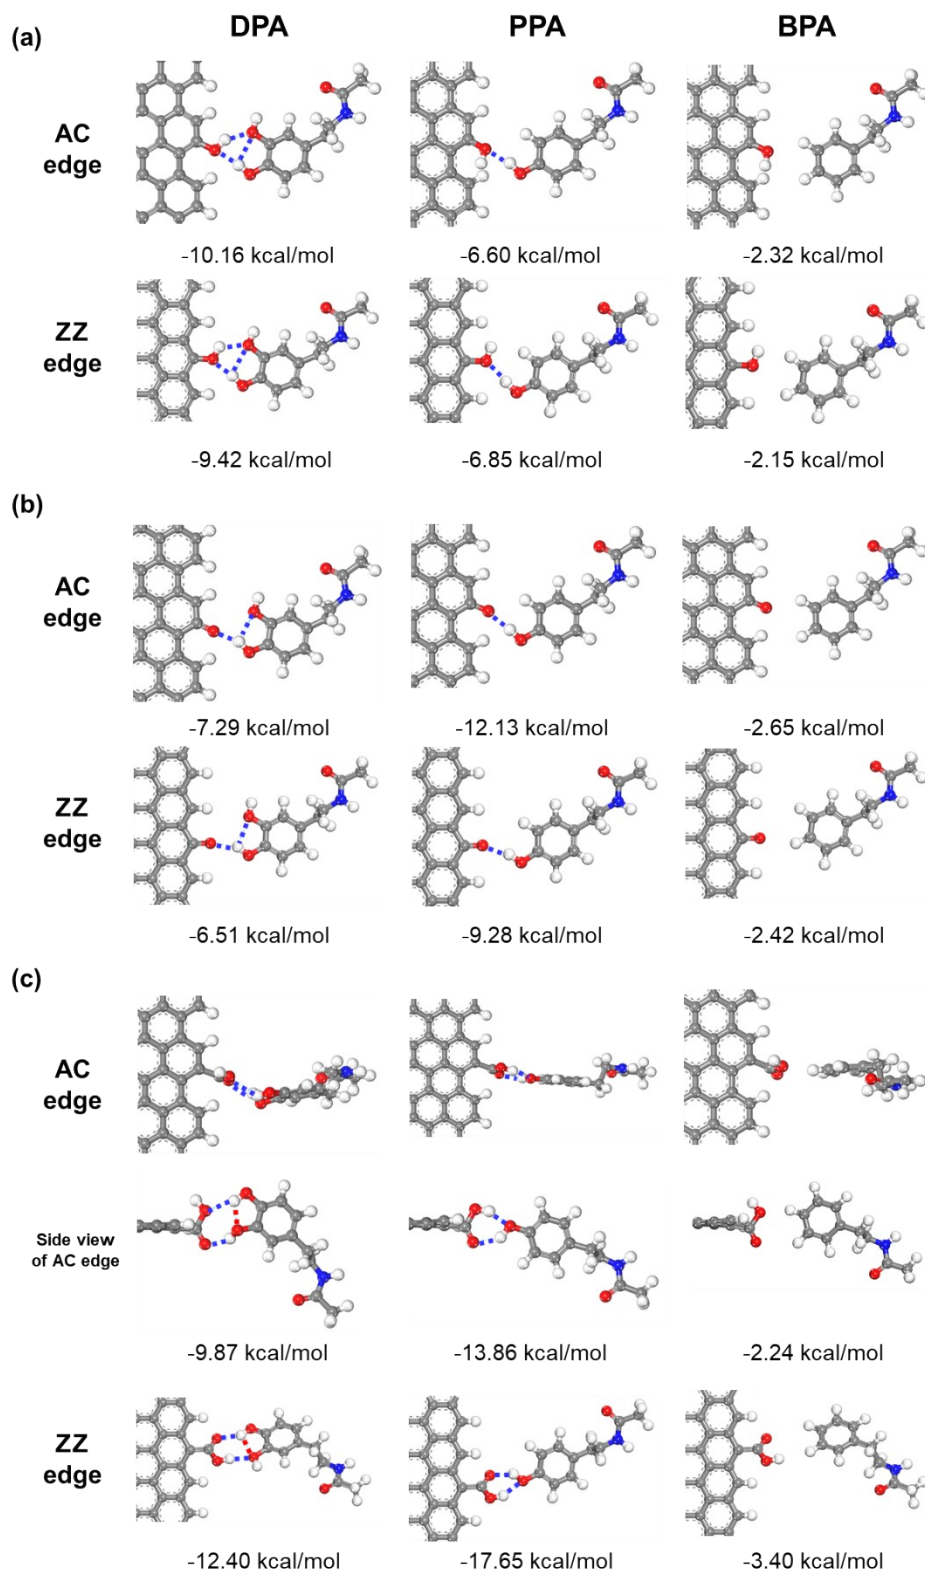 DPA PPA BPA
(a)
AC
edge
-10.16 kcal/mol -6.60 kcal/mol -2.32 kcal/mol
ZZ
edge
-9.42 kcal/mol -6.85 kcal/mol -2.15 kcal/mol
(b)
AC
edge
-7.29 kcal/mol -12.13 kcal/mol -2.65 kcal/mol
ZZ
edge
-6.51 kcal/mol -9.28 kcal/mol -2.42 kcal/mol
(c)
AC
edge
Side view
of AC edge
-9.87 kcal/mol -13.86 kcal/mol -2.24 kcal/mol
ZZ
edge
-12.40 kcal/mol -17.65 kcal/mol -3.40 kcal/mol